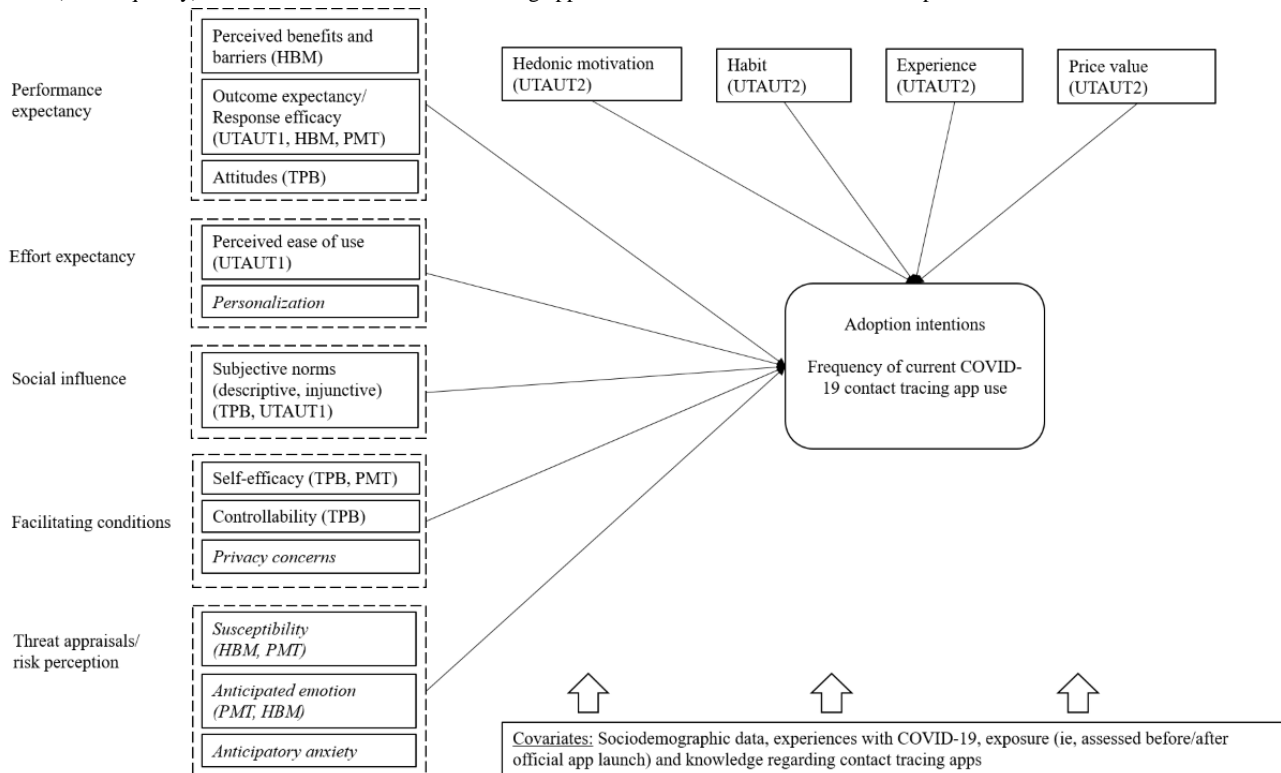 Performance
expectancy
Perceived benefits and
barriers (HBM)
Outcome expectancy/
Response efficacy
(UTAUT1, HBM, PMT)
Attitudes (TPB)
Effort expectancy
Perceived ease of use
(UTAUT1)
Personalization
Social influence
Subjective norms
(descriptive, injunctive)
(TPB, UTAUT1)
Facilitating conditions
Self-efficacy (TPB, PMT)
Controllability (TPB)
Privacy concerns
Threat appraisals/
risk perception
Susceptibility
(HBM, PMT)
Anticipated emotion
(PMT, HBM)
Anticipatory anxiety
Hedonic motivation
(UTAUT2)
Habit
(UTAUT2)
Experience
(UTAUT2)
Price value
(UTAUT2)
Adoption intentions
Frequency of current COVID-
19 contact tracing app use
Covariates: Sociodemographic data, experiences with COVID-19, exposure (ie, assessed before/after
official app launch) and knowledge regarding contact tracing apps